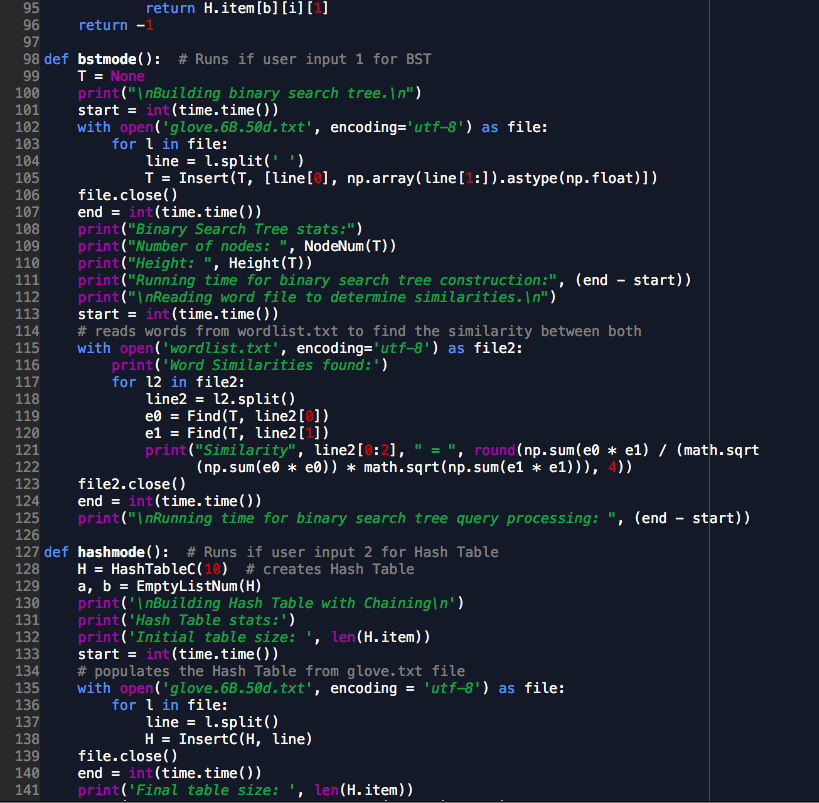 95                 return H.item[b][i][1]
96         return -1
97
98 def bstmode():  # Runs if user input 1 for BST
99     T = None
100     print("\nBuilding binary search tree.\n")
101     start = int(time.time())
102     with open('glove.6B.50d.txt', encoding='utf-8') as file:
103         for l in file:
104             line = l.split(' ')
105             T = Insert(T, [line[0], np.array(line[1:]).astype(np.float)])
106     file.close()
107     end = int(time.time())
108     print("Binary Search Tree stats:")
109     print("Number of nodes: ", NodeNum(T))
110     print("Height: ", Height(T))
111     print("Running time for binary search tree construction:", (end - start))
112     print("\nReading word file to determine similarities.\n")
113     start = int(time.time())
114     # reads words from wordlist.txt to find the similarity between both
115     with open('wordlist.txt', encoding='utf-8') as file2:
116         print('Word Similarities found:')
117         for l2 in file2:
118             line2 = l2.split()
119             e0 = Find(T, line2[0])
120             e1 = Find(T, line2[1])
121             print("Similarity", line2[0:2], " = ", round(np.sum(e0 * e1) / (math.sqrt
122                   (np.sum(e0 * e0)) * math.sqrt(np.sum(e1 * e1))), 4))
123     file2.close()
124     end = int(time.time())
125     print("\nRunning time for binary search tree query processing: ", (end - start))
126
127 def hashmode():  # Runs if user input 2 for Hash Table
128     H = HashTableC(10)  # creates Hash Table
129     a, b = EmptyListNum(H)
130     print('\nBuilding Hash Table with Chaining\n')
131     print('Hash Table stats:')
132     print('Initial table size: ', len(H.item))
133     start = int(time.time())
134     # populates the Hash Table from glove.txt file
135     with open('glove.6B.50d.txt', encoding = 'utf-8') as file:
136         for l in file:
137             line = l.split()
138             H = InsertC(H, line)
139     file.close()
140     end = int(time.time())
141     print('Final table size: ', len(H.item))